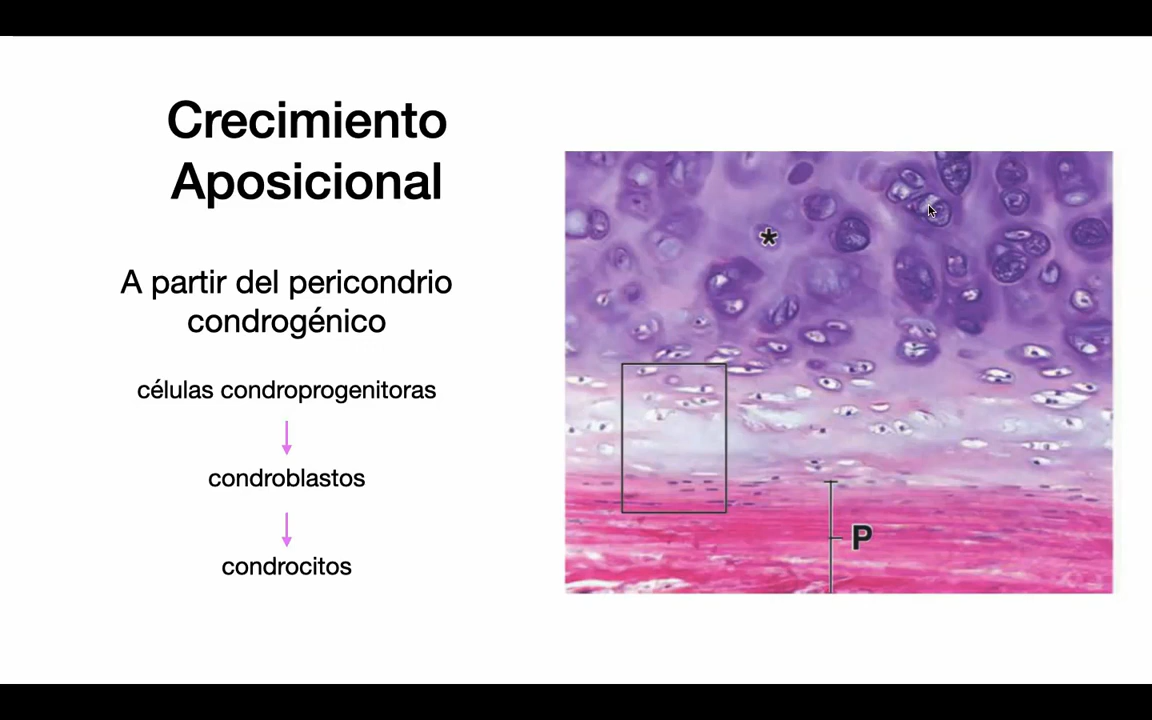 Crecimiento
Aposicional
A partir del pericondrio
condrogénico
células condroprogenitoras
condroblastos
condrocitos
*
P